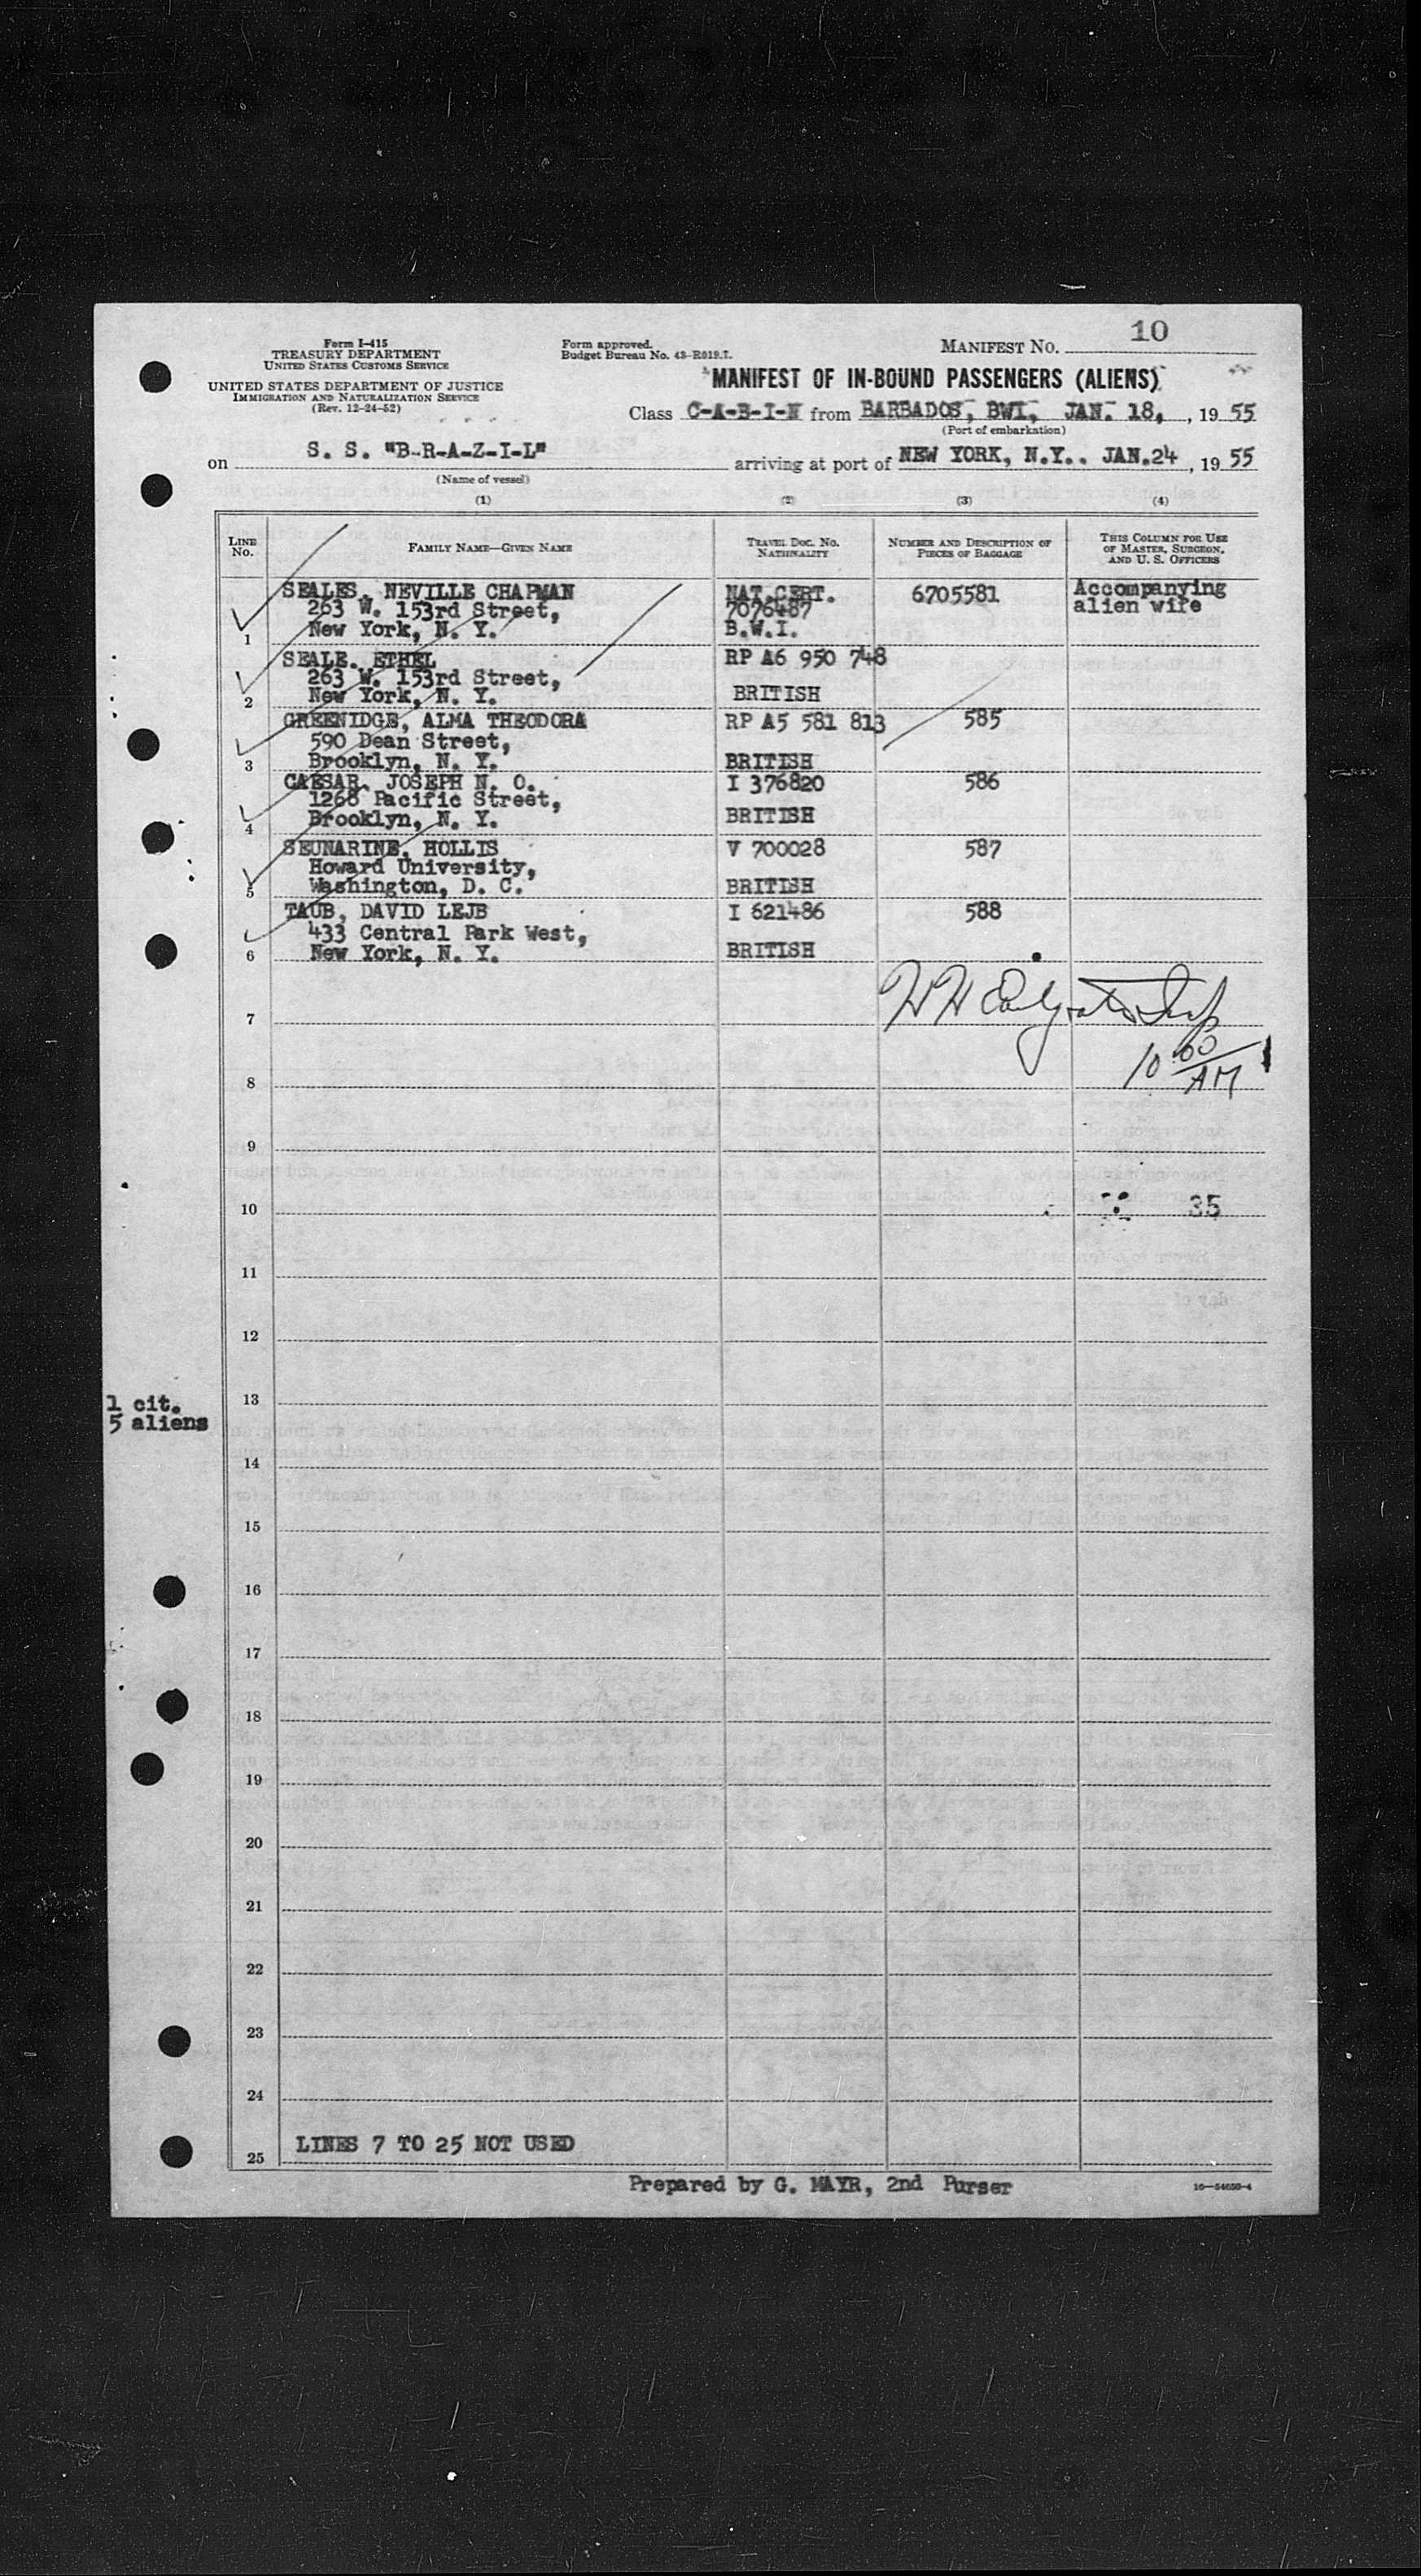 10
Form I-415
TREASURY DEPARTMENT
UNITED STATES CUSTOMS SERVICE
UNITED STATES DEPARTMENT OF JUSTICE
IMMIGRATION AND NATURALIZATION SERVICE
(Rev. 12-24-52)
Form approved.
Budget Bureau No. 43-R019.7.
MANIFEST No.
MANIFEST OF IN-BOUND PASSENGERS (ALIENS)
Class C-A-B-I-N from BARBADOS, BWI, JAN. 18, , 19 55
(Port of embarkation)
on S. S. "B-R-A-Z-I-L" arriving at port of NEW YORK, N.Y.. JAN.24 , 19 55
(Name of vessel)
(1) (2) (3) (4)
LINE No. FAMILY NAME—GIVEN NAME TRAVEL DOC. NO. NATIONALITY NUMBER AND DESCRIPTION OF PIECES OF BAGGAGE THIS COLUMN FOR USE OF MASTER, SURGEON, AND U. S. OFFICERS
SEALES, NEVILLE CHAPMAN NAT.CERT. 6705581 Accompanying
263 W. 153rd Street, 7076487 alien wife
1 New York, N. Y. B.W.I.
SEALE. ETHEL RP A6 950 748
263 W. 153rd Street,
2 New York, N. Y. BRITISH
GREENIDGE, ALMA THEODORA RP A5 581 813 585
590 Dean Street,
3 Brooklyn, N. Y. BRITISH
CAESAR, JOSEPH N. O. I 376820 586
1268 Pacific Street,
4 Brooklyn, N. Y. BRITISH
SEUNARINE, HOLLIS V 700028 587
Howard University,
5 Washington, D. C. BRITISH
TAUB, DAVID LEJB I 621486 588
433 Central Park West,
6 New York, N. Y. BRITISH
7
10 00
8 AM
9
10 35
11
12
13
1 cit.
5 aliens
14
15
16
17
18
19
20
21
22
23
24
25 LINES 7 TO 25 NOT USED
Prepared by G. MAYR, 2nd Purser 16—54650-4